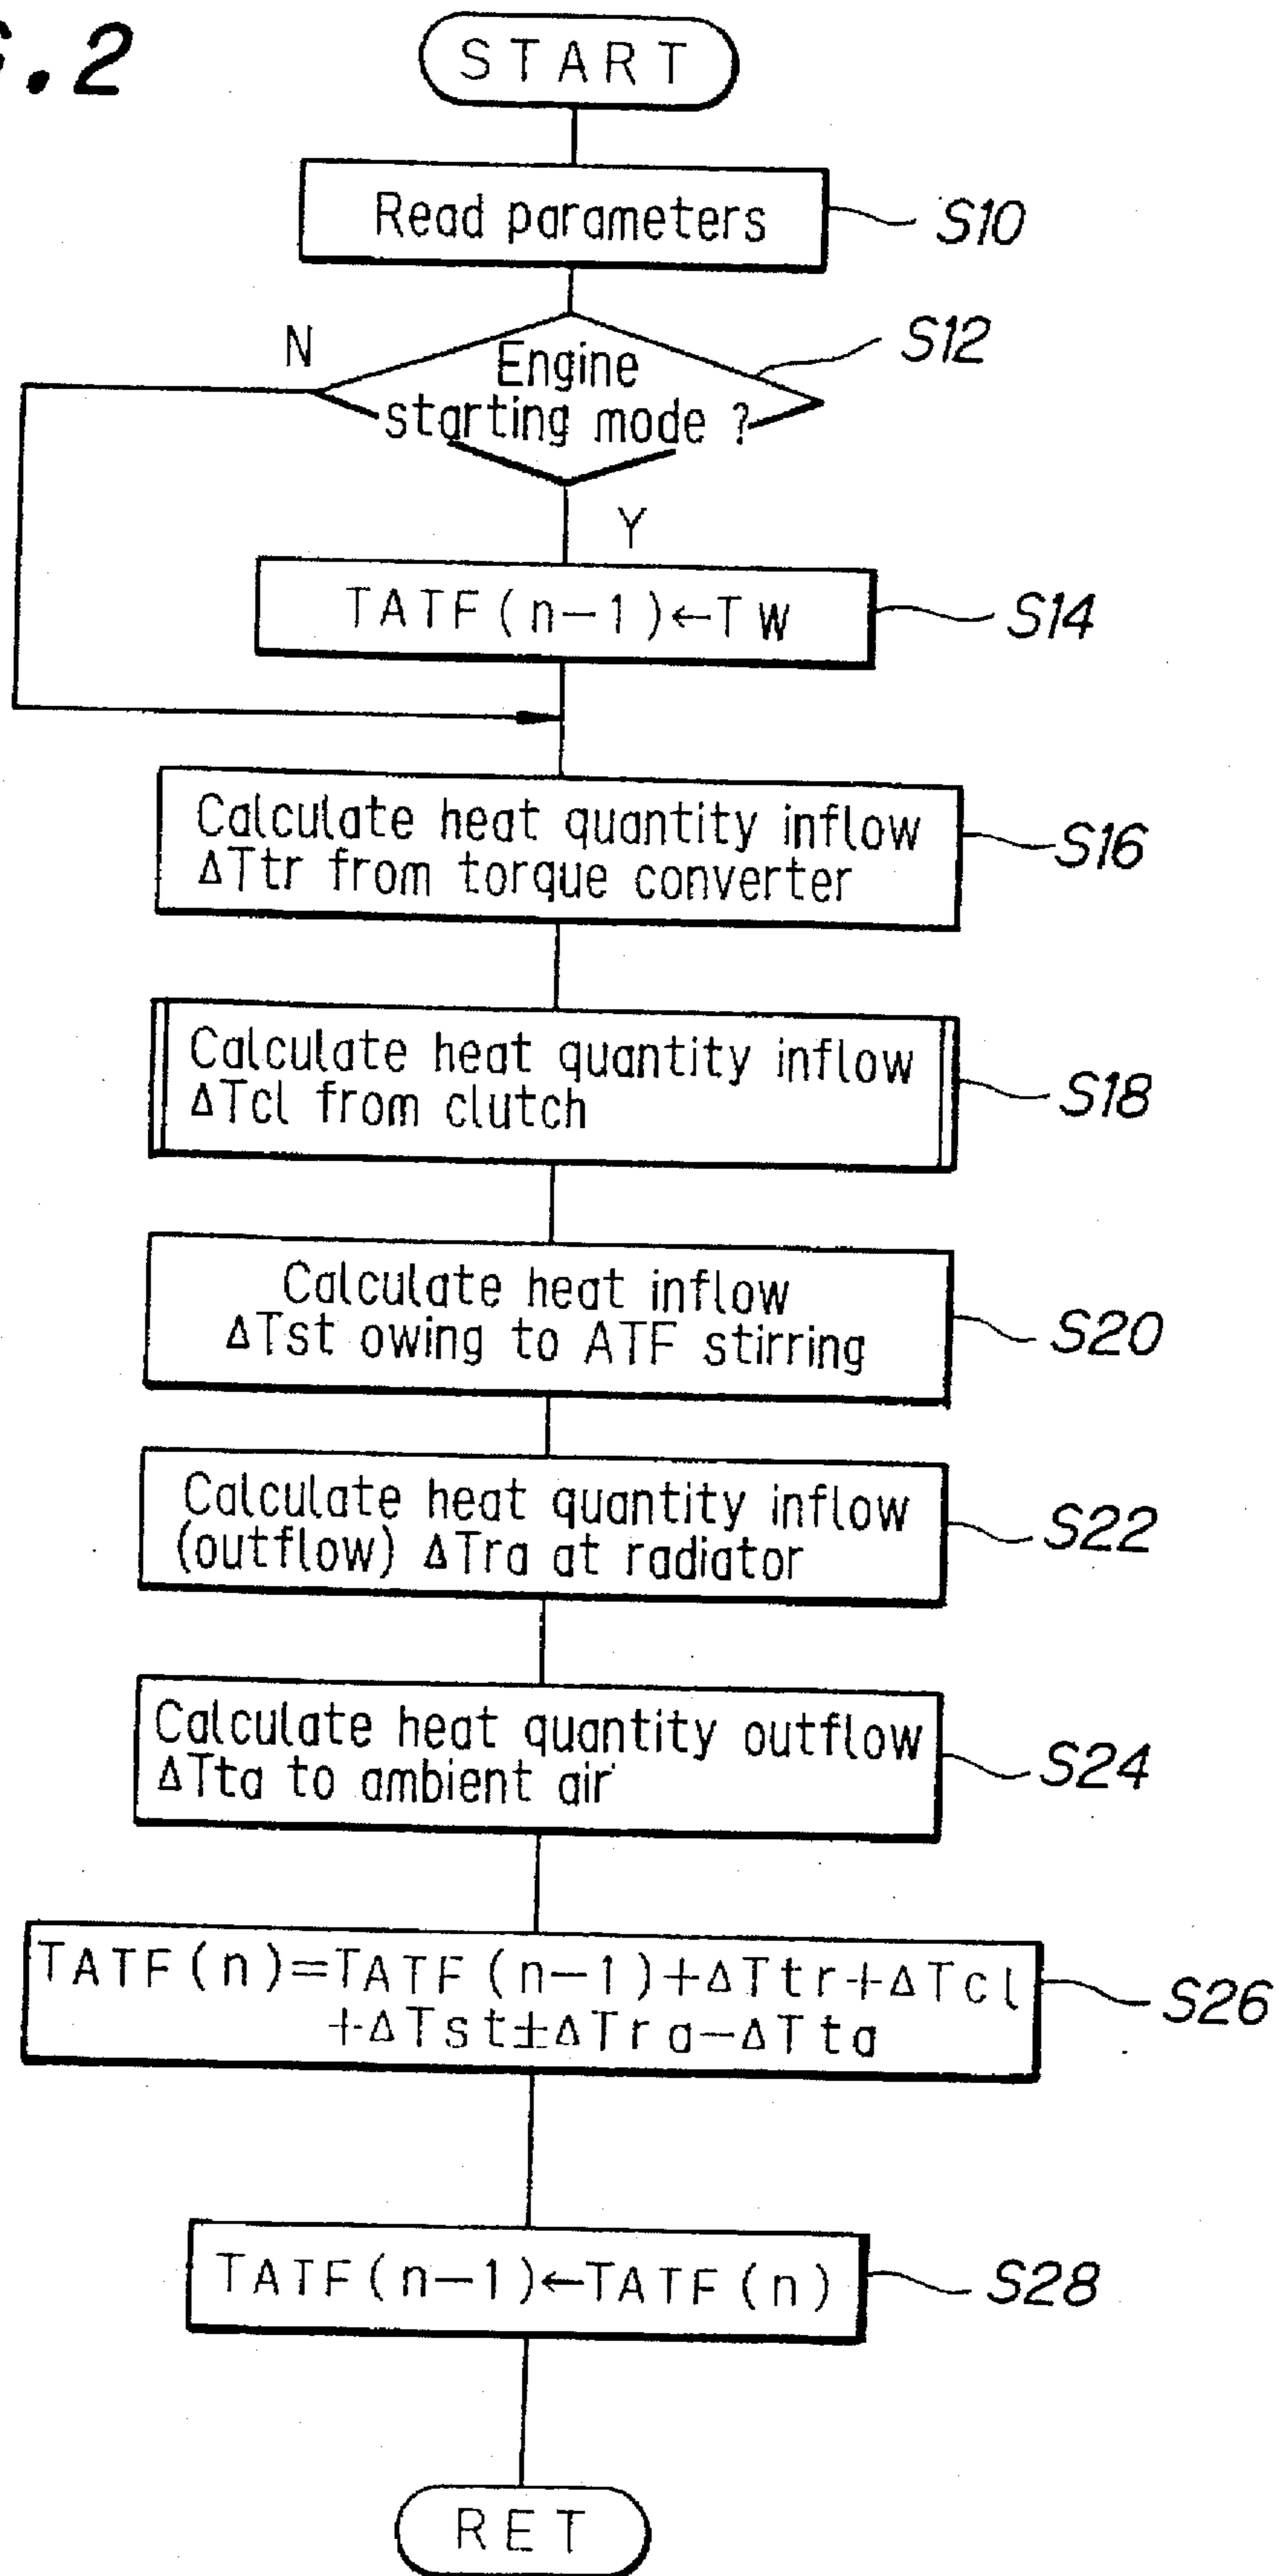 G.2
START
Read parameters
S10
N
Engine
starting mode ?
S12
Y
TATF(n-1)←TW
S14
Calculate heat quantity inflow
ΔTtr from torque converter
S16
Calculate heat quantity inflow
ΔTcl from clutch
S18
Calculate heat inflow
ΔTst owing to ATF stirring
S20
Calculate heat quantity inflow
(outflow) ΔTra at radiator
S22
Calculate heat quantity outflow
ΔTta to ambient air
S24
TATF(n)=TATF(n-1)+ΔTtr+ΔTcl
+ΔTst±ΔTra-ΔTta
S26
TATF(n-1)←TATF(n)
S28
RET